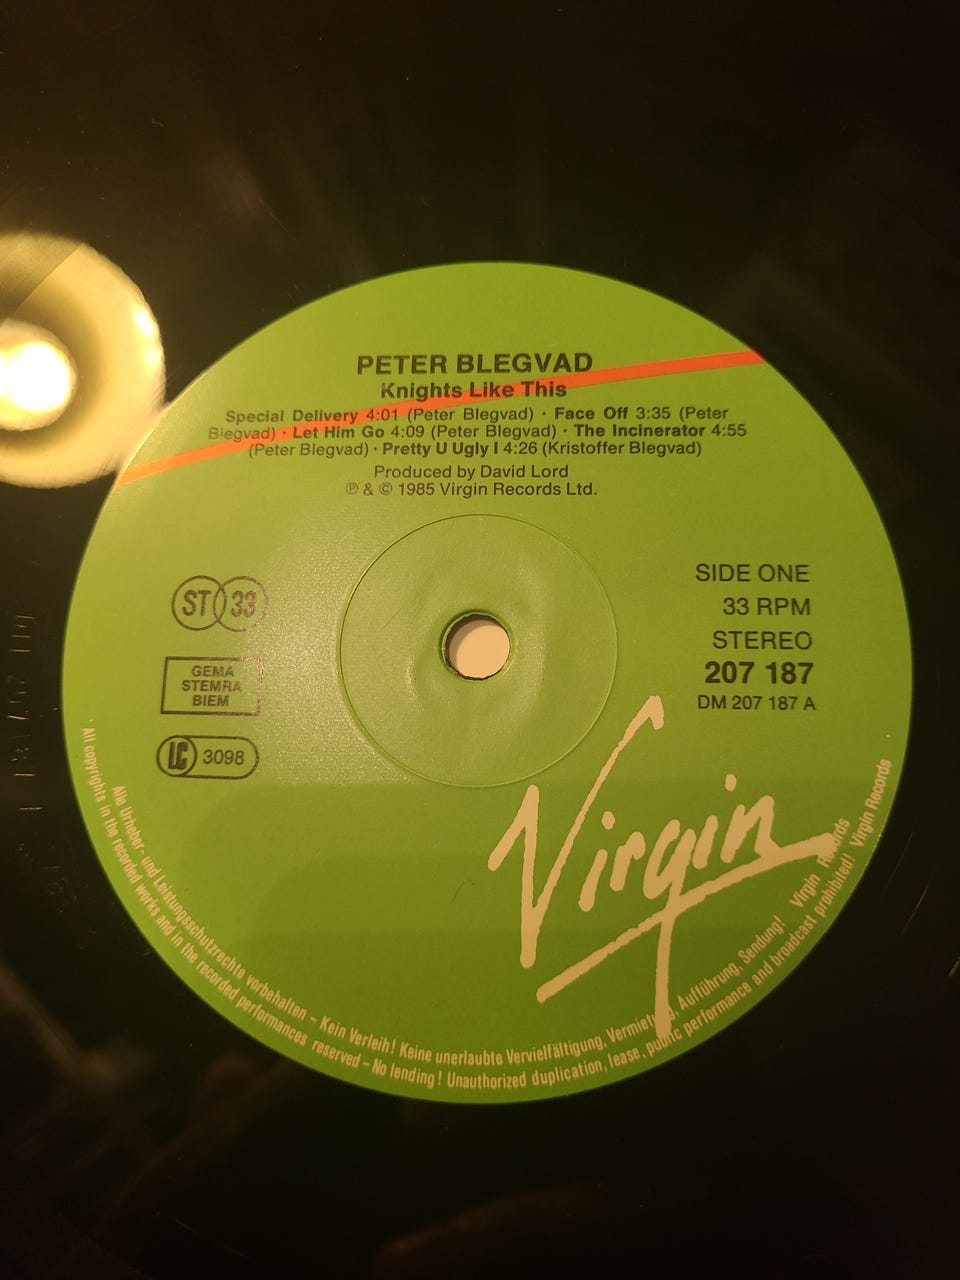 PETER BLEGVAD
Knights Like This
Special Delivery 4:01 (Peter Blegvad) · Face Off 3:35 (Peter
Blegvad) · Let Him Go 4:09 (Peter Blegvad) · The Incinerator 4:55
(Peter Blegvad) · Pretty U Ugly I 4:26 (Kristoffer Blegvad)
Produced by David Lord
℗ & © 1985 Virgin Records Ltd.
ST 33
GEMA
STEMRA
BIEM
LC 3098
SIDE ONE
33 RPM
STEREO
207 187
DM 207 187 A
Virgin
Alle Urheber- und Leistungsschutzrechte vorbehalten – Kein Verleih! Keine unerlaubte Vervielfältigung, Vermietung, Aufführung, Sendung! Virgin Records
All copyrights in the recorded works and in the recorded performances reserved – No lending! Unauthorized duplication, lease, public performance and broadcast prohibited! Virgin Records